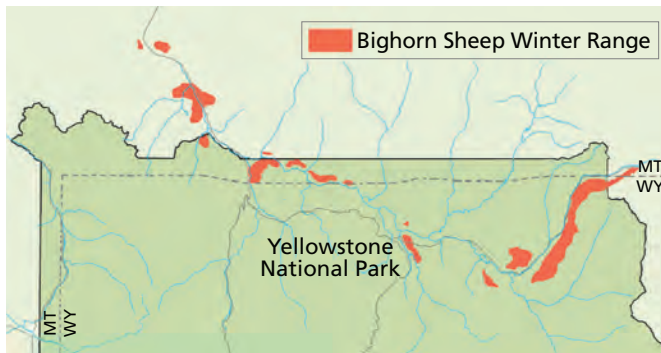 Bighorn Sheep Winter Range
MT
WY
Yellowstone
National Park
MT WY